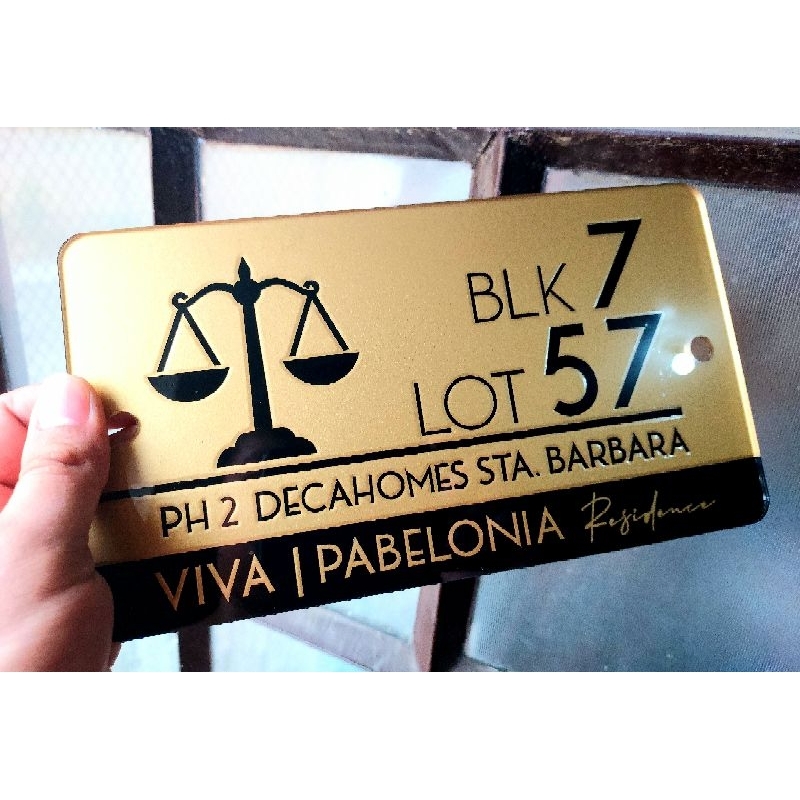 BLK 7
LOT 57
PH 2 DECAHOMES STA. BARBARA
VIVA | PABELONIA Residence